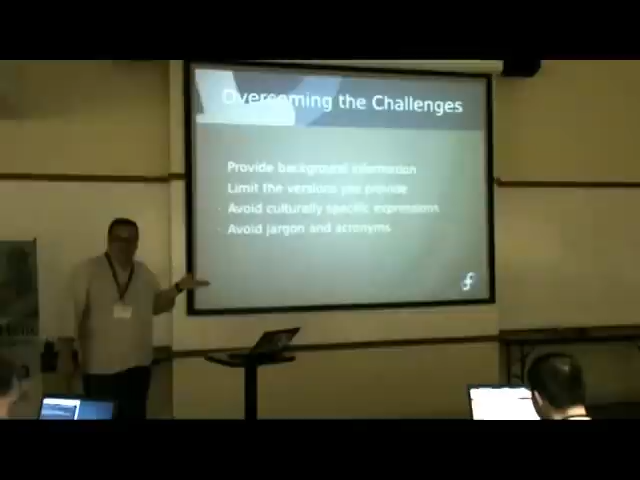 Overcoming the Challenges
Provide background information
Limit the versions you provide
Avoid culturally specific expressions
Avoid jargon and acronyms